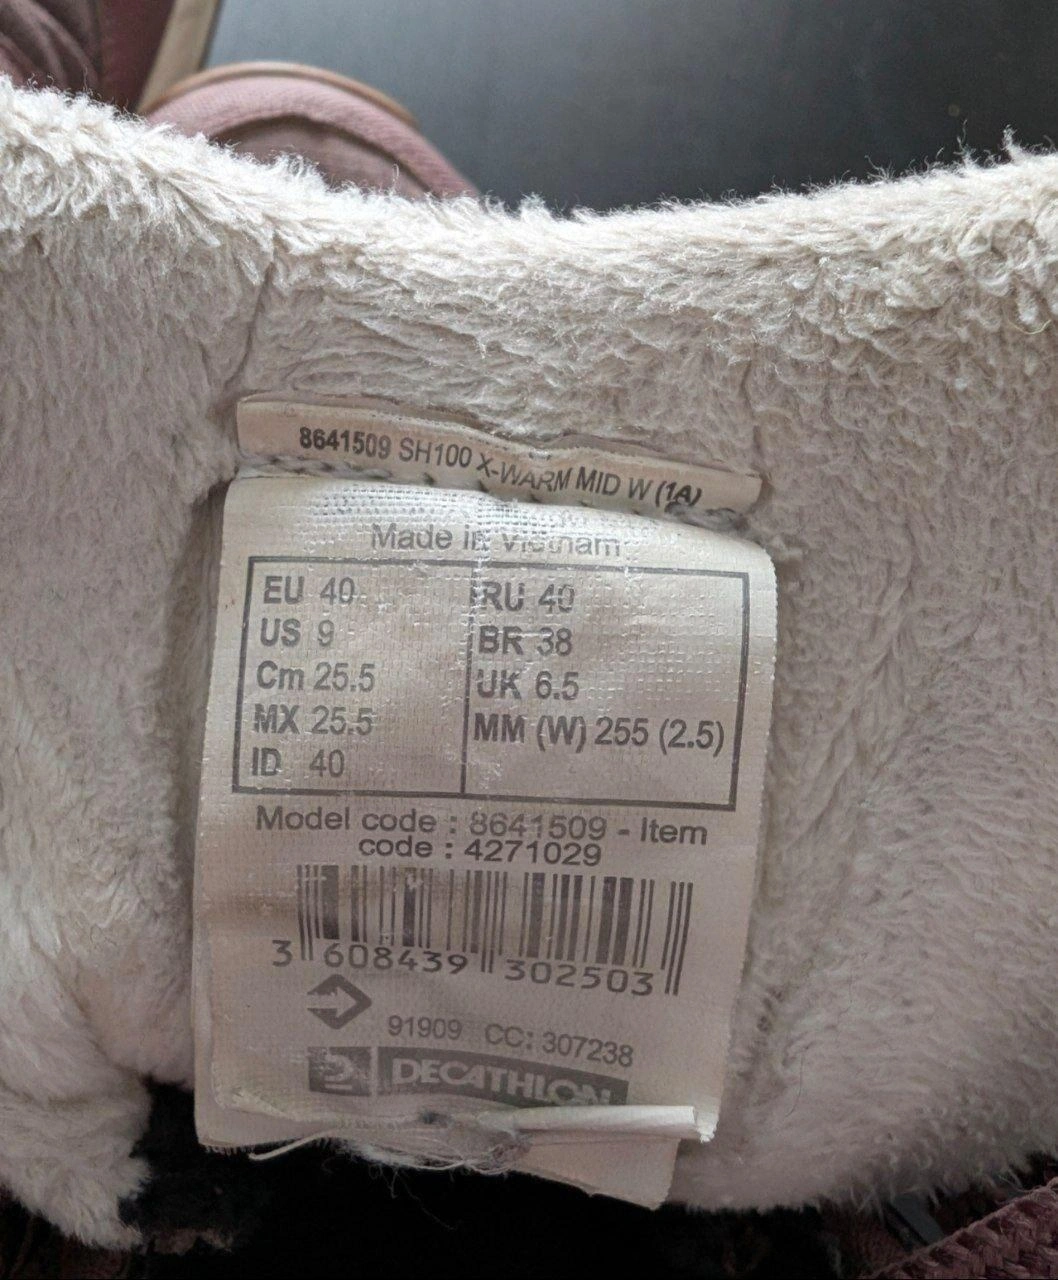 8641509 SH100 X-WARM MID W (1A)
Made in Vietnam
EU 40
US 9
Cm 25.5
MX 25.5
ID 40
RU 40
BR 38
UK 6.5
MM (W) 255 (2.5)
Model code : 8641509 - Item
code : 4271029
3 608439 302503
91909 CC: 307238
DECATHLON